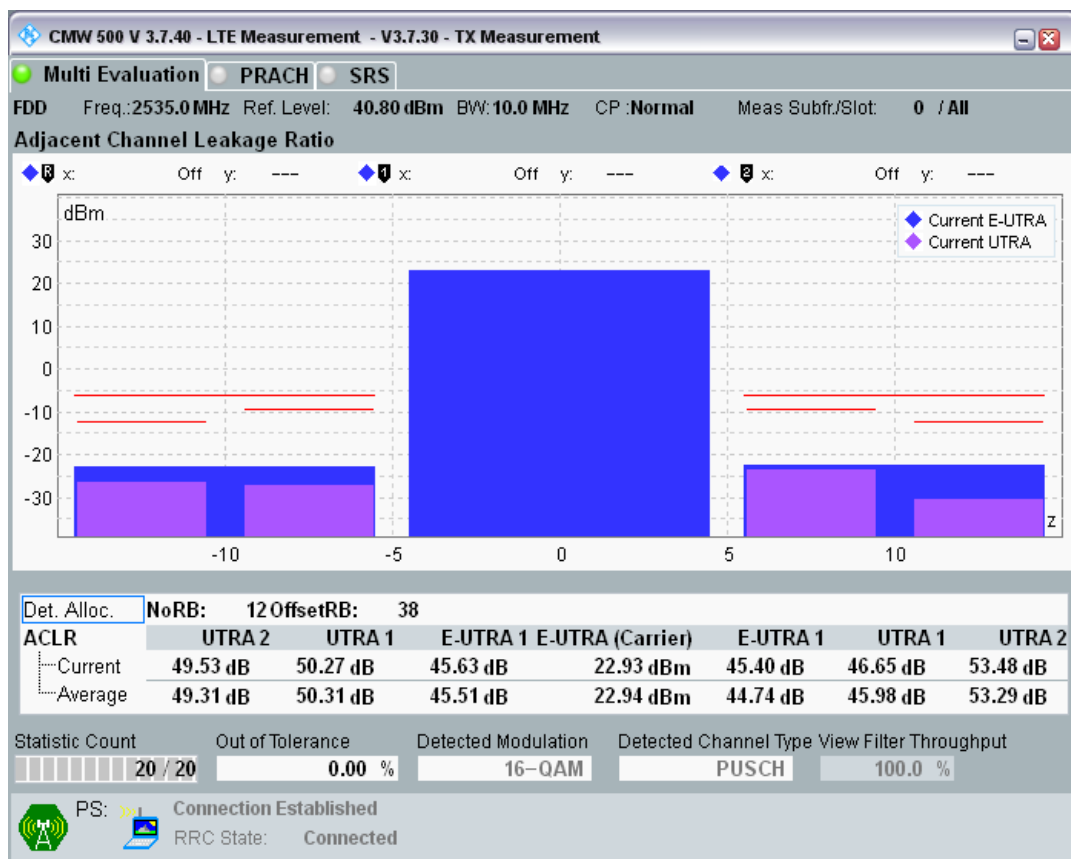 CMW 500 V 3.7.40 - LTE Measurement - V3.7.30 - TX Measurement
Multi Evaluation PRACH SRS
FDD Freq.:2535.0 MHz Ref. Level: 40.80 dBm BW: 10.0 MHz CP :Normal Meas Subfr./Slot: 0 / All
Adjacent Channel Leakage Ratio
R x: Off y: --- 1 x: Off y: --- 2 x: Off y: ---
dBm
Current E-UTRA
Current UTRA
30
20
10
0
-10
-20
-30
z
-10 -5 0 5 10
Det. Alloc. NoRB: 12 OffsetRB: 38
ACLR UTRA 2 UTRA 1 E-UTRA 1 E-UTRA (Carrier) E-UTRA 1 UTRA 1 UTRA 2
Current 49.53 dB 50.27 dB 45.63 dB 22.93 dBm 45.40 dB 46.65 dB 53.48 dB
Average 49.31 dB 50.31 dB 45.51 dB 22.94 dBm 44.74 dB 45.98 dB 53.29 dB
Statistic Count Out of Tolerance Detected Modulation Detected Channel Type View Filter Throughput
20 / 20 0.00 % 16-QAM PUSCH 100.0 %
PS: Connection Established
RRC State: Connected